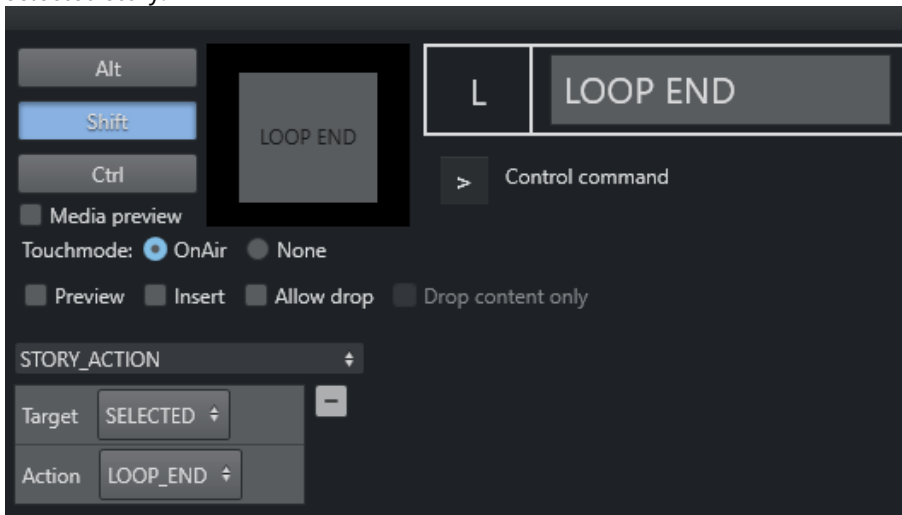 Alt
Shift
Ctrl
LOOP END
L
LOOP END
> Control command
Media preview
Touchmode: OnAir None
Preview Insert Allow drop Drop content only
STORY_ACTION
Target SELECTED
Action LOOP_END